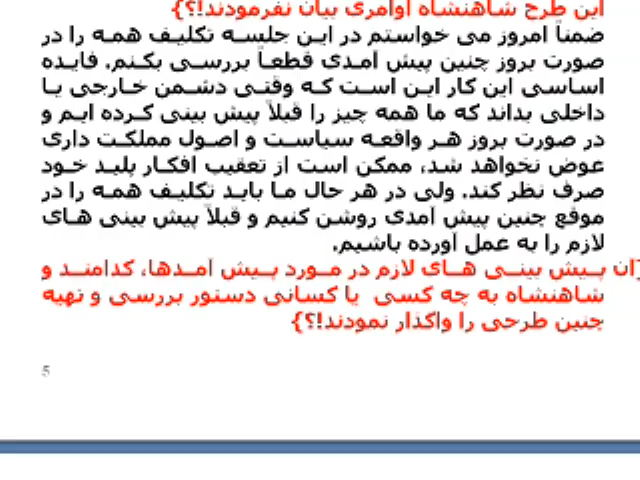 این طرح شاهنشاه اوامری بیان نفرمودند!؟}
ضمناً امروز می خواستم در این جلسه تکلیف همه را در
صورت بروز چنین پیش آمدی قطعاً بررسی بکنم. فایده
اساسی این کار این است که وقتی دشمن خارجی یا
داخلی بداند که ما همه چیز را قبلاً پیش بینی کرده ایم و
در صورت بروز هر واقعه سیاست و اصول مملکت داری
عوض نخواهد شد، ممکن است از تعقیب افکار پلید خود
صرف نظر کند. ولی در هر حال ما باید تکلیف همه را در
موقع چنین پیش آمدی روشن کنیم و قبلاً پیش بینی های
لازم را به عمل آورده باشیم.
{آن پیش بینی های لازم در مورد پیش آمدها، کدامند و
شاهنشاه به چه کسی یا کسانی دستور بررسی و تهیه
چنین طرحی را واکذار نمودند!؟}
5